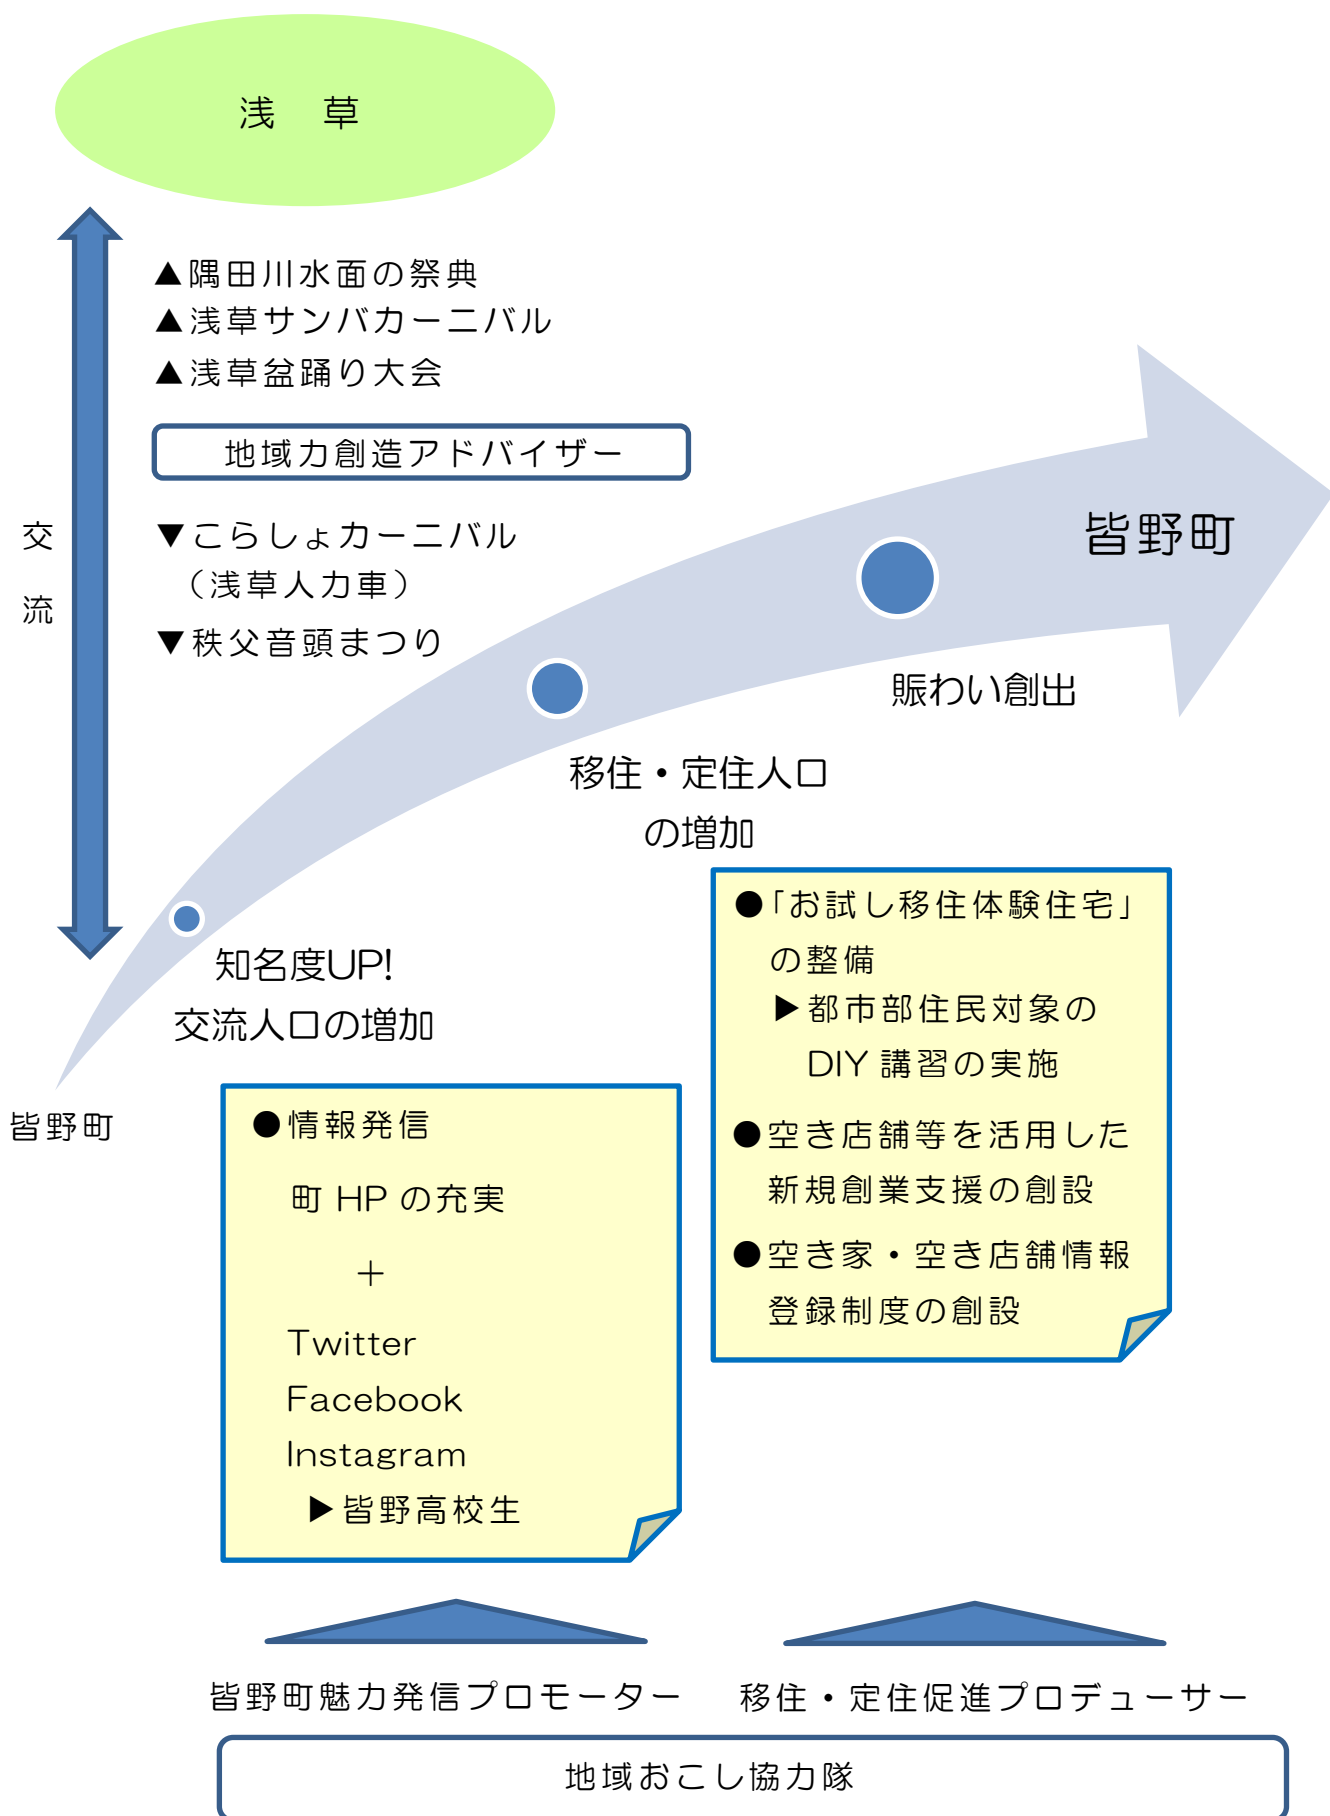 浅　草
▲隅田川水面の祭典
▲浅草サンバカーニバル
▲浅草盆踊り大会
地域力創造アドバイザー
交
流
▼こらしょカーニバル
（浅草人力車）
▼秩父音頭まつり
皆野町
賑わい創出
移住・定住人口
の増加
知名度UP!
交流人口の増加
皆野町
●「お試し移住体験住宅」
の整備
▶都市部住民対象の
DIY 講習の実施
●空き店舗等を活用した
新規創業支援の創設
●空き家・空き店舗情報
登録制度の創設
●情報発信
町 HP の充実
＋
Twitter
Facebook
Instagram
▶皆野高校生
皆野町魅力発信プロモーター
移住・定住促進プロデューサー
地域おこし協力隊